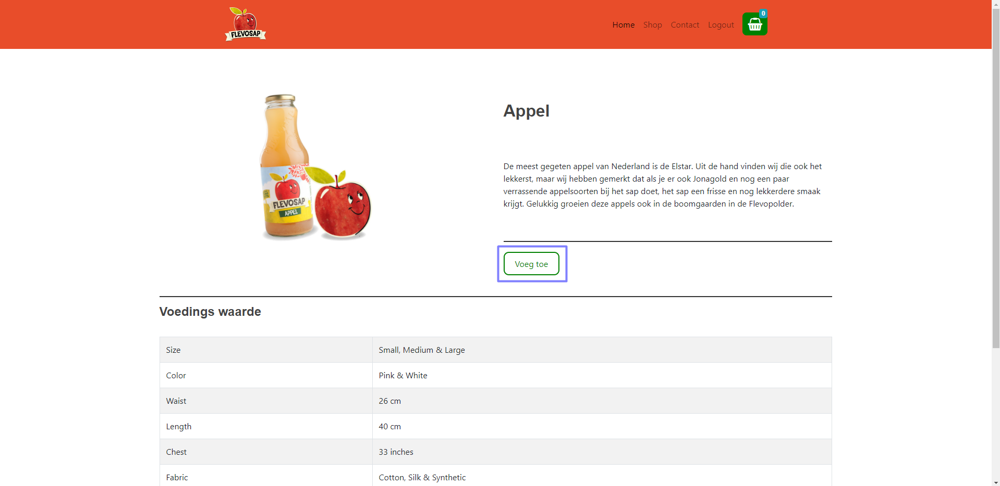 FLEVOSAP
Home Shop Contact Logout
0
Appel
De meest gegeten appel van Nederland is de Elstar. Uit de hand vinden wij die ook het
lekkerst, maar wij hebben gemerkt dat als je er ook Jonagold en nog een paar
verrassende appelsoorten bij het sap doet, het sap een frisse en nog lekkerdere smaak
krijgt. Gelukkig groeien deze appels ook in de boomgaarden in de Flevopolder.
FLEVOSAP
APPEL
Voeg toe
Voedings waarde
Size Small, Medium & Large
Color Pink & White
Waist 26 cm
Length 40 cm
Chest 33 inches
Fabric Cotton, Silk & Synthetic